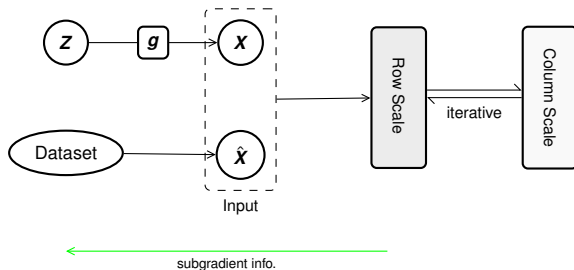 Z
g
X
Row Scale
Column Scale
iterative
Dataset
X̂
Input
subgradient info.